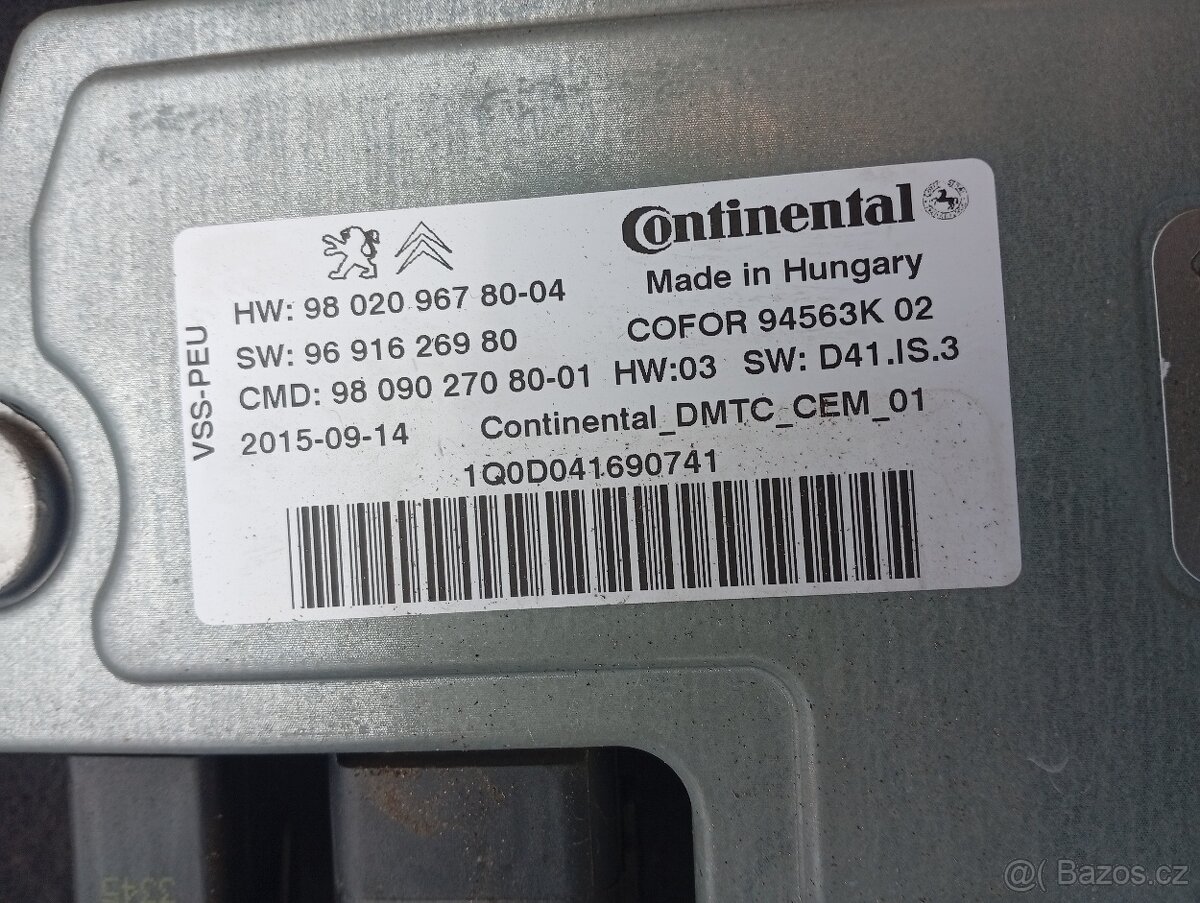 Continental
Made in Hungary
HW: 98 020 967 80-04
COFOR 94563K 02
SW: 96 916 269 80
CMD: 98 090 270 80-01 HW:03 SW: D41.IS.3
2015-09-14 Continental_DMTC_CEM_01
1Q0D041690741
VSS-PEU
3345
@( Bazos.cz